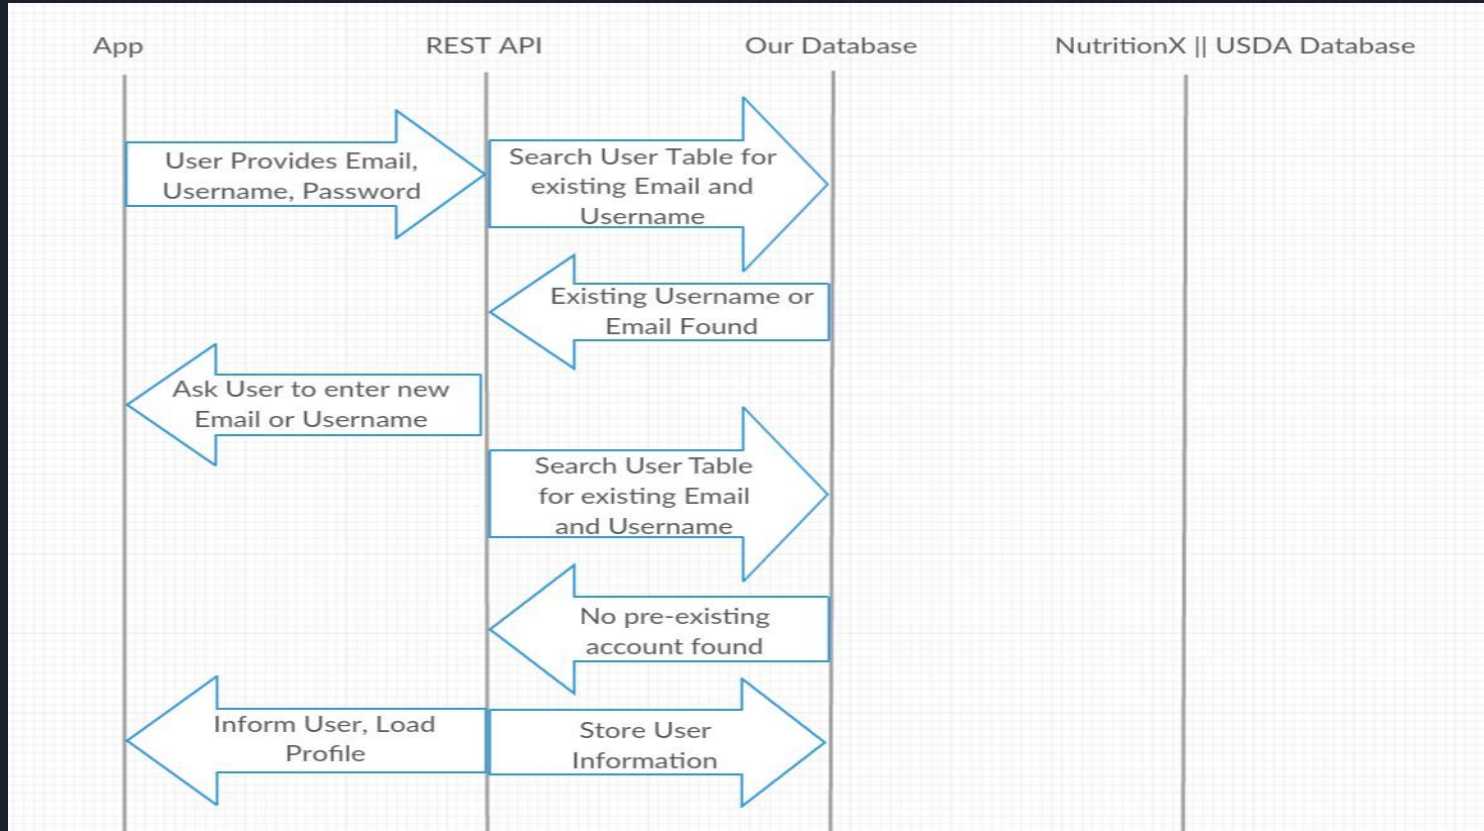 App
REST API
Our Database
NutritionX || USDA Database
User Provides Email,
Username, Password
Search User Table for
existing Email and
Username
Existing Username or
Email Found
Ask User to enter new
Email or Username
Search User Table
for existing Email
and Username
No pre-existing
account found
Inform User, Load
Profile
Store User
Information